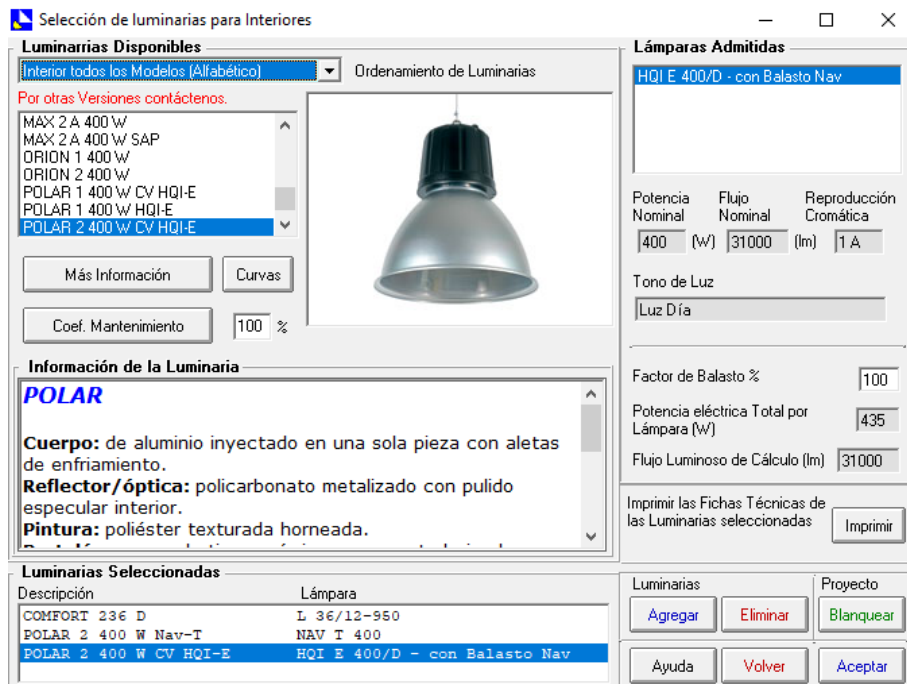 Selección de luminarias para Interiores
Luminarrias Disponibles
Interior todos los Modelos (Alfabético)
Ordenamiento de Luminarias
Por otras Versiones contáctenos.
MAX 2 A 400 W
MAX 2 A 400 W SAP
ORION 1 400 W
ORION 2 400 W
POLAR 1 400 W CV HQI-E
POLAR 1 400 W HQI-E
POLAR 2 400 W CV HQI-E
Más Información
Curvas
Coef. Mantenimiento
100 %
Lámparas Admitidas
HQI E 400/D - con Balasto Nav
Potencia Flujo Reproducción
Nominal Nominal Cromática
400 (W) 31000 (lm) 1 A
Tono de Luz
Luz Día
Factor de Balasto % 100
Potencia eléctrica Total por
Lámpara (W) 435
Flujo Luminoso de Cálculo (lm) 31000
Imprimir las Fichas Técnicas de
las Luminarias seleccionadas
Imprimir
Información de la Luminaria
POLAR
Cuerpo: de aluminio inyectado en una sola pieza con aletas
de enfriamiento.
Reflector/óptica: policarbonato metalizado con pulido
especular interior.
Pintura: poliéster texturada horneada.
Luminarias Seleccionadas
Descripción Lámpara
COMFORT 236 D L 36/12-950
POLAR 2 400 W Nav-T NAV T 400
POLAR 2 400 W CV HQI-E HQI E 400/D - con Balasto Nav
Luminarias Proyecto
Agregar Eliminar Blanquear
Ayuda Volver Aceptar